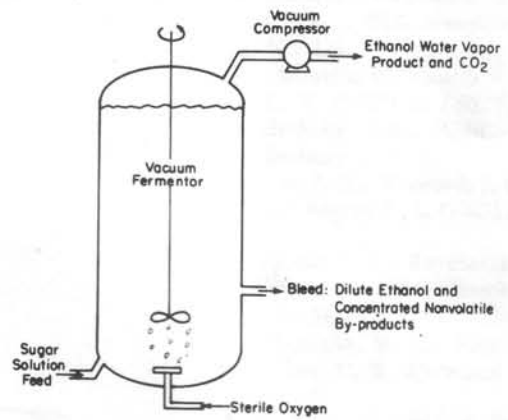 Vacuum
Compressor
Ethanol Water Vapor
Product and CO₂
Vacuum
Fermentor
Bleed: Dilute Ethanol and
Concentrated Nonvolatile
By-products
Sugar
Solution
Feed
Sterile Oxygen